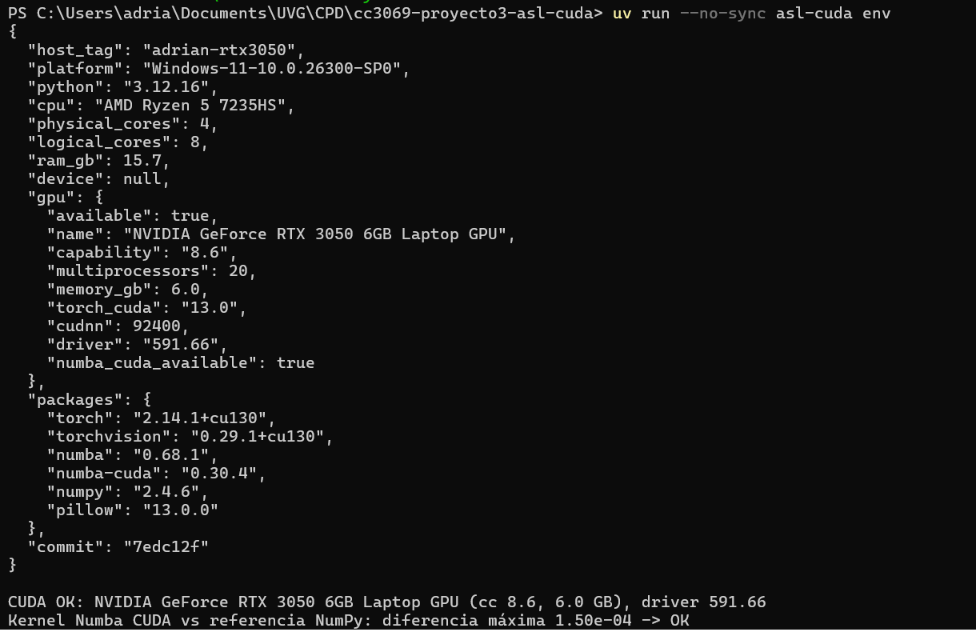 PS C:\Users\adria\Documents\UVG\CPD\cc3069-proyecto3-asl-cuda> uv run --no-sync asl-cuda env
{
  "host_tag": "adrian-rtx3050",
  "platform": "Windows-11-10.0.26300-SP0",
  "python": "3.12.16",
  "cpu": "AMD Ryzen 5 7235HS",
  "physical_cores": 4,
  "logical_cores": 8,
  "ram_gb": 15.7,
  "device": null,
  "gpu": {
    "available": true,
    "name": "NVIDIA GeForce RTX 3050 6GB Laptop GPU",
    "capability": "8.6",
    "multiprocessors": 20,
    "memory_gb": 6.0,
    "torch_cuda": "13.0",
    "cudnn": 92400,
    "driver": "591.66",
    "numba_cuda_available": true
  },
  "packages": {
    "torch": "2.14.1+cu130",
    "torchvision": "0.29.1+cu130",
    "numba": "0.68.1",
    "numba-cuda": "0.30.4",
    "numpy": "2.4.6",
    "pillow": "13.0.0"
  },
  "commit": "7edc12f"
}
CUDA OK: NVIDIA GeForce RTX 3050 6GB Laptop GPU (cc 8.6, 6.0 GB), driver 591.66
Kernel Numba CUDA vs referencia NumPy: diferencia máxima 1.50e-04 -> OK